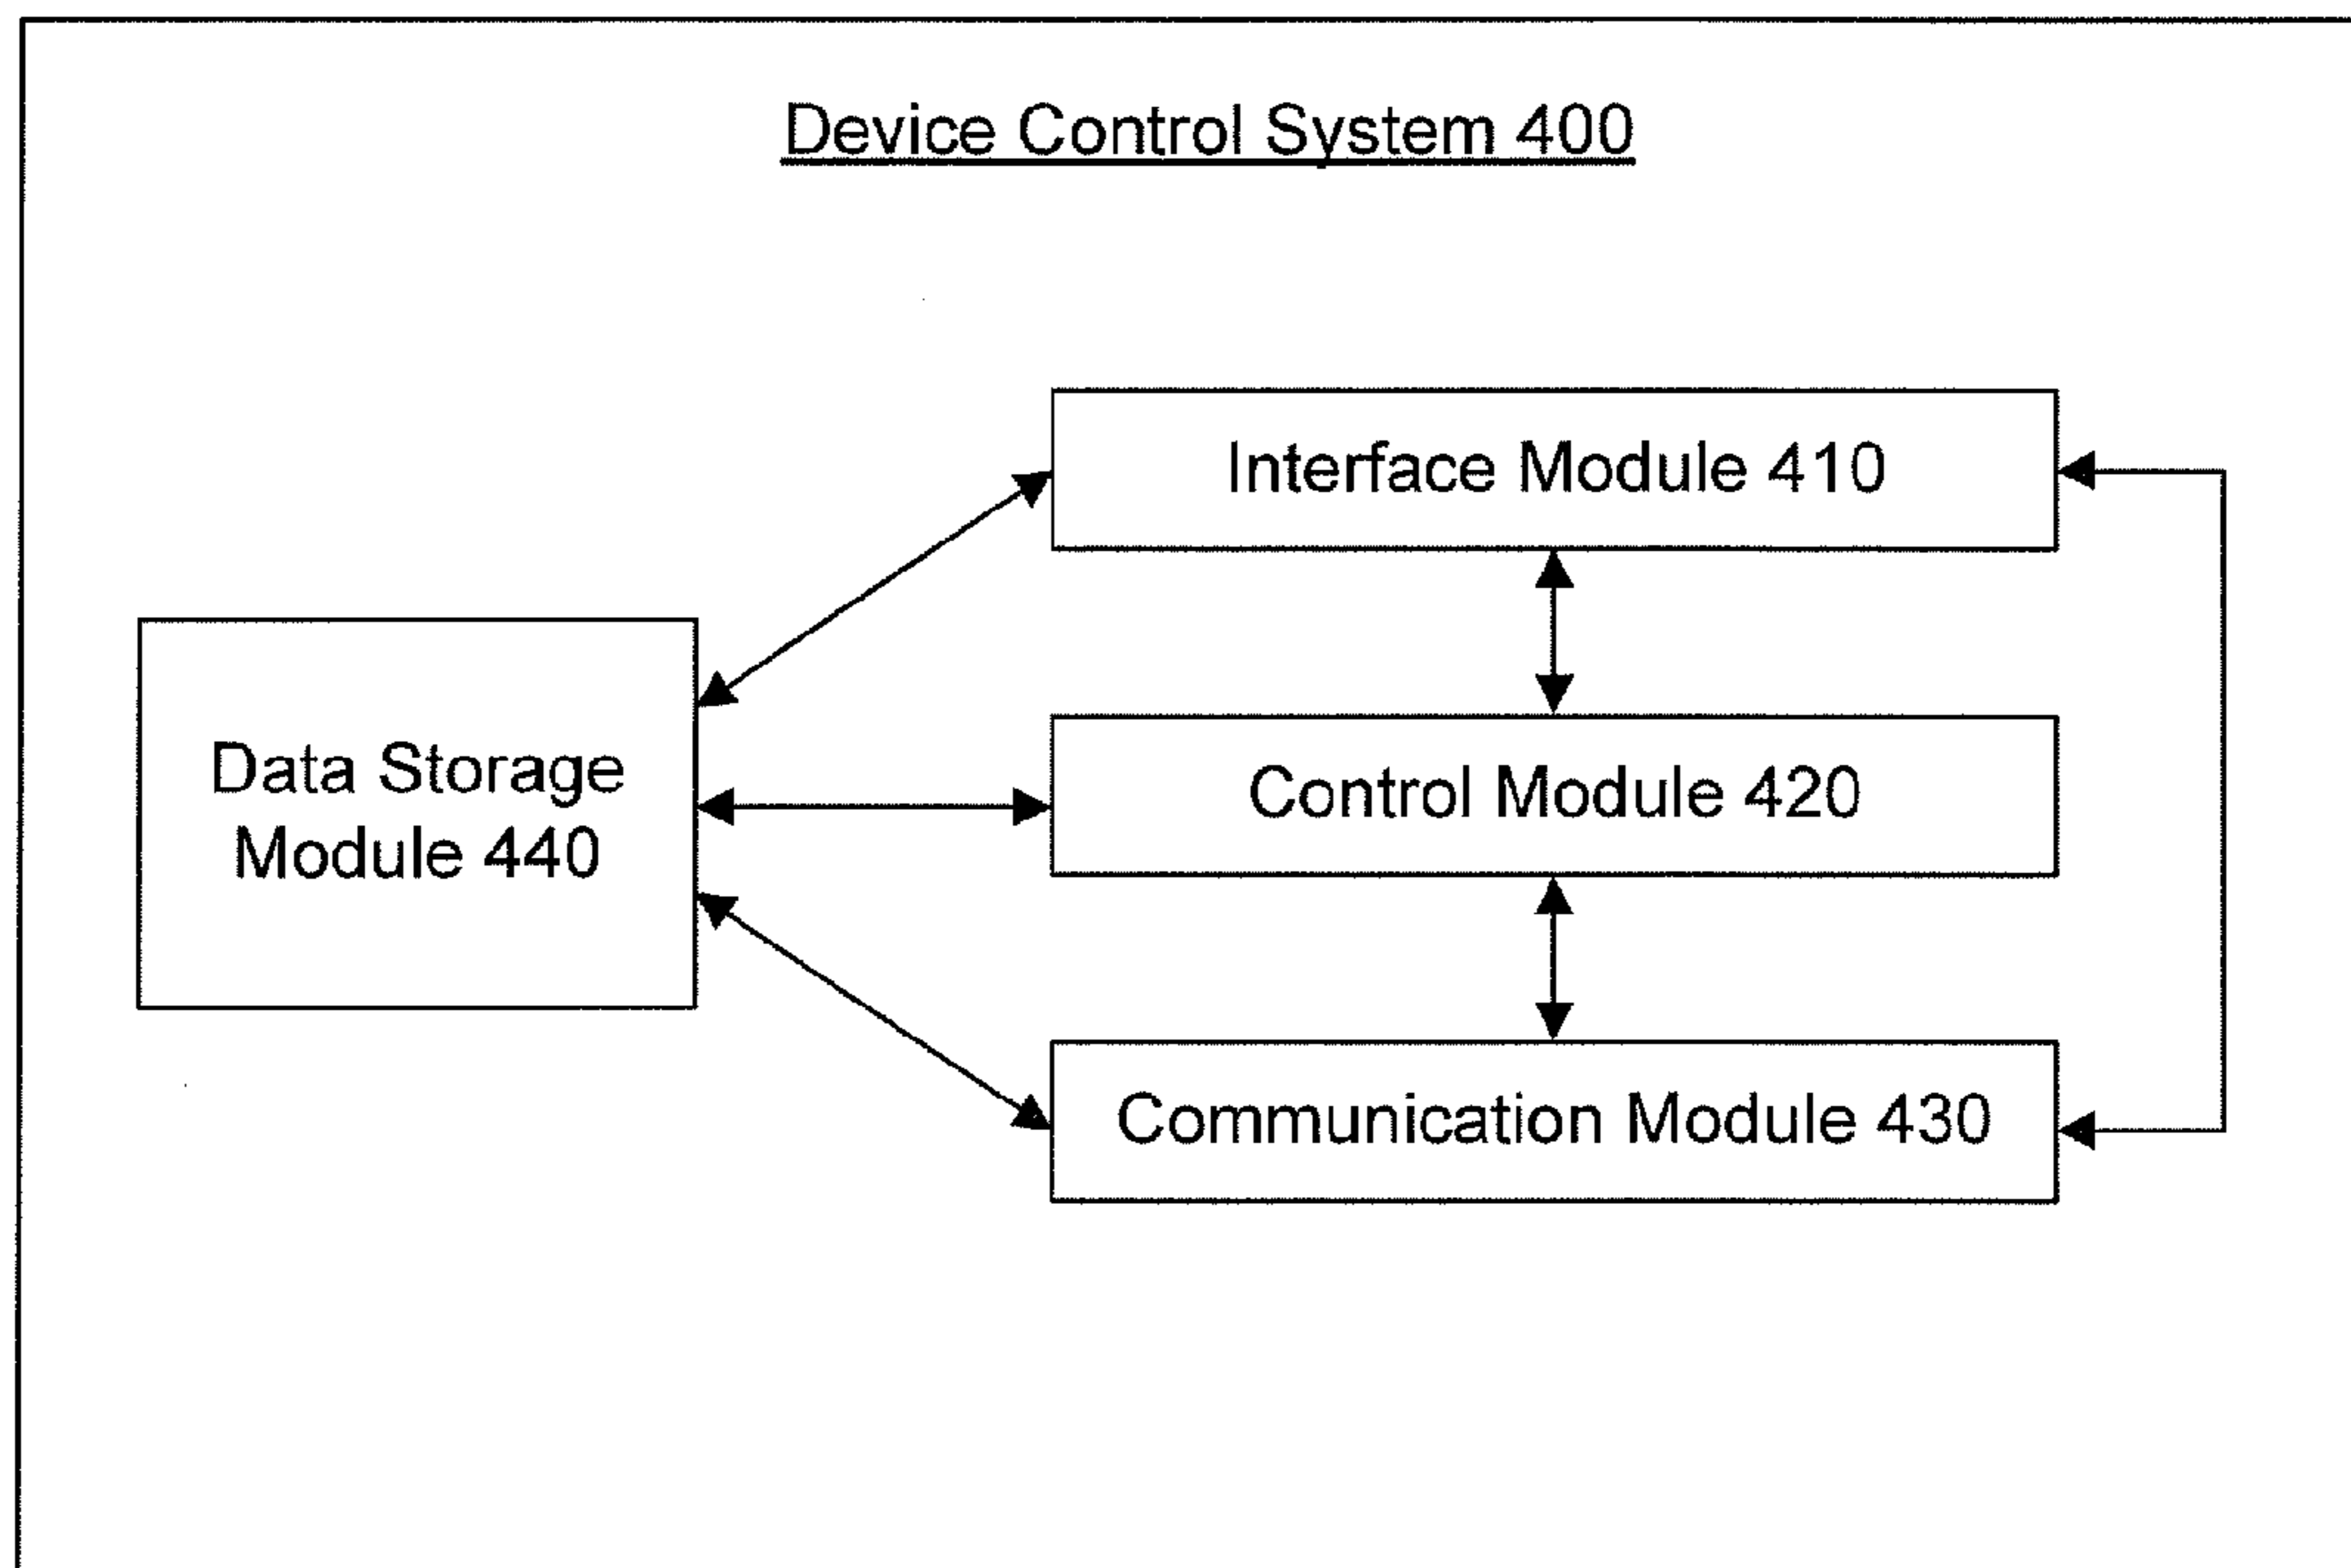 Device Control System 400
Interface Module 410
Data Storage
Module 440
Control Module 420
Communication Module 430